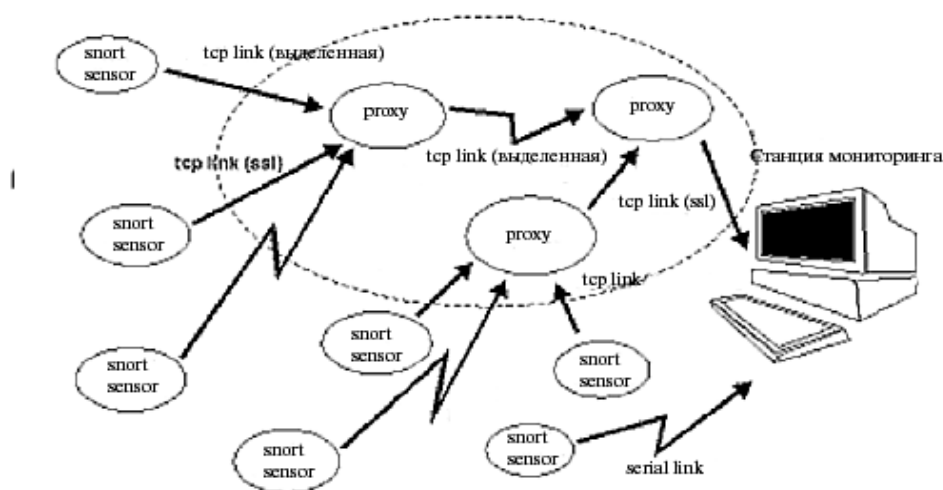 snort
sensor
tcp link (выделенная)
proxy
proxy
tcp link (ssl)
tcp link (выделенная)
Станция мониторинга
snort
sensor
proxy
tcp link (ssl)
tcp link
snort
sensor
snort
sensor
snort
sensor
snort
sensor
snort
sensor
serial link